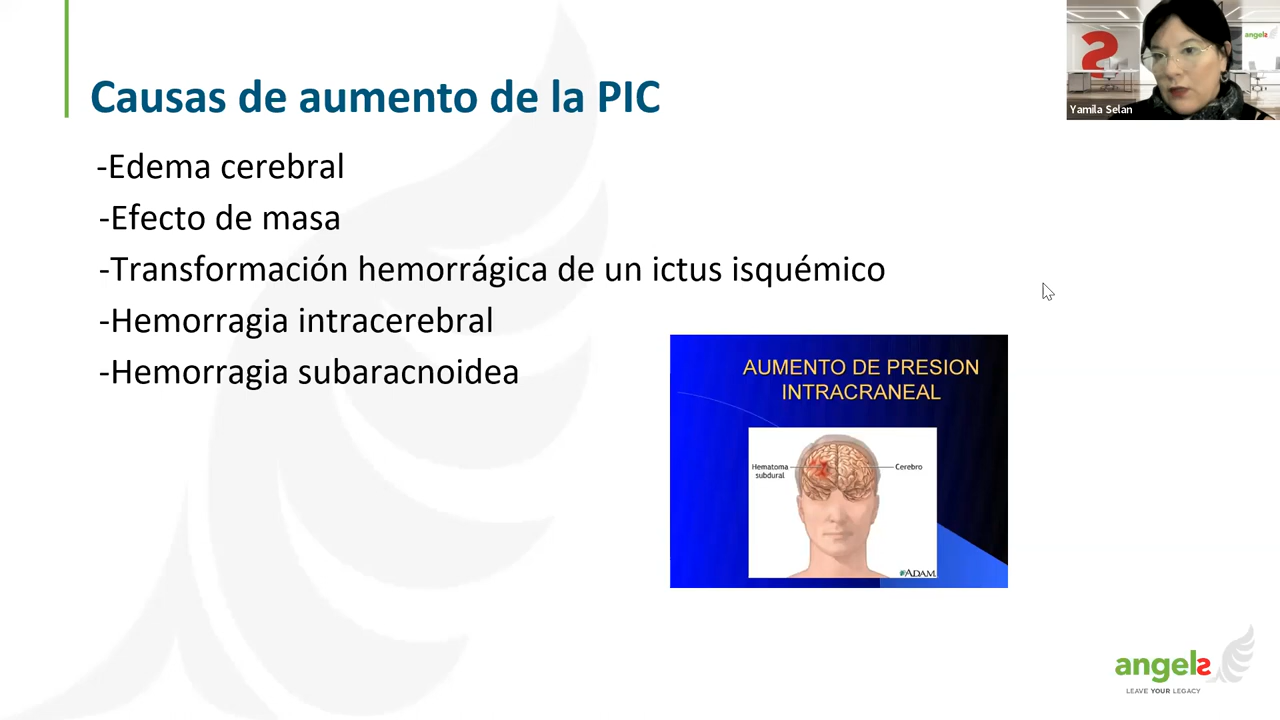 Causas de aumento de la PIC
-Edema cerebral
-Efecto de masa
-Transformación hemorrágica de un ictus isquémico
-Hemorragia intracerebral
-Hemorragia subaracnoidea
AUMENTO DE PRESION
INTRACRANEAL
Hematoma
subdural
Cerebro
ADAM.
angels
Yamila Selan
angels
LEAVE YOUR LEGACY